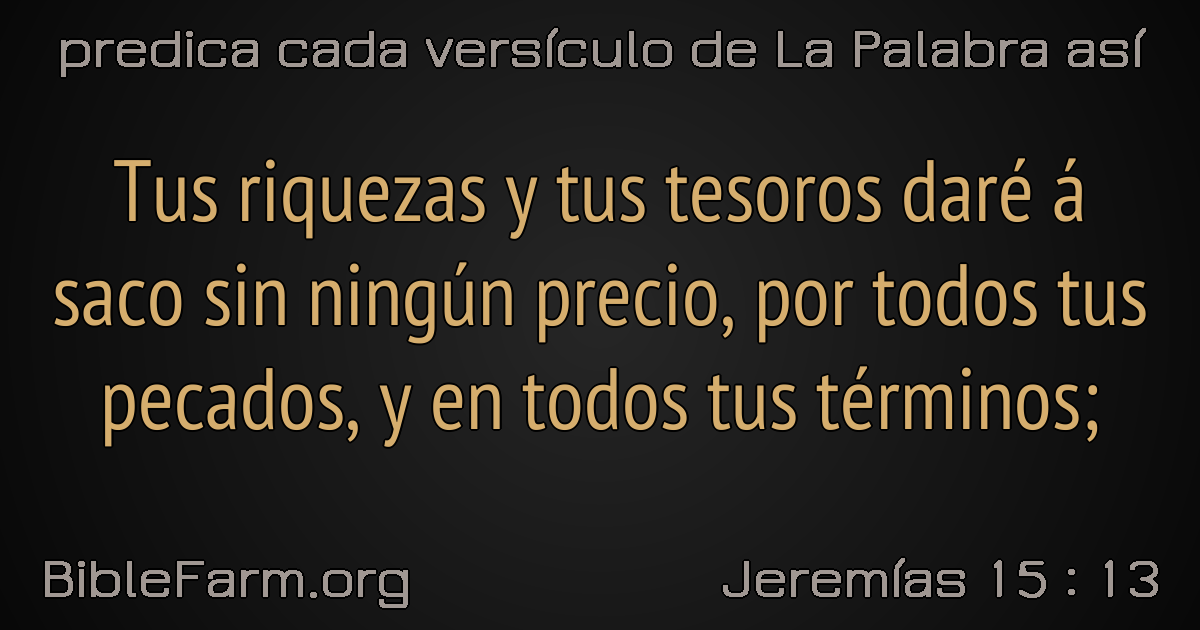 predica cada versículo de La Palabra así
Tus riquezas y tus tesoros daré á
saco sin ningún precio, por todos tus
pecados, y en todos tus términos;
BibleFarm.org
Jeremías 15 : 13